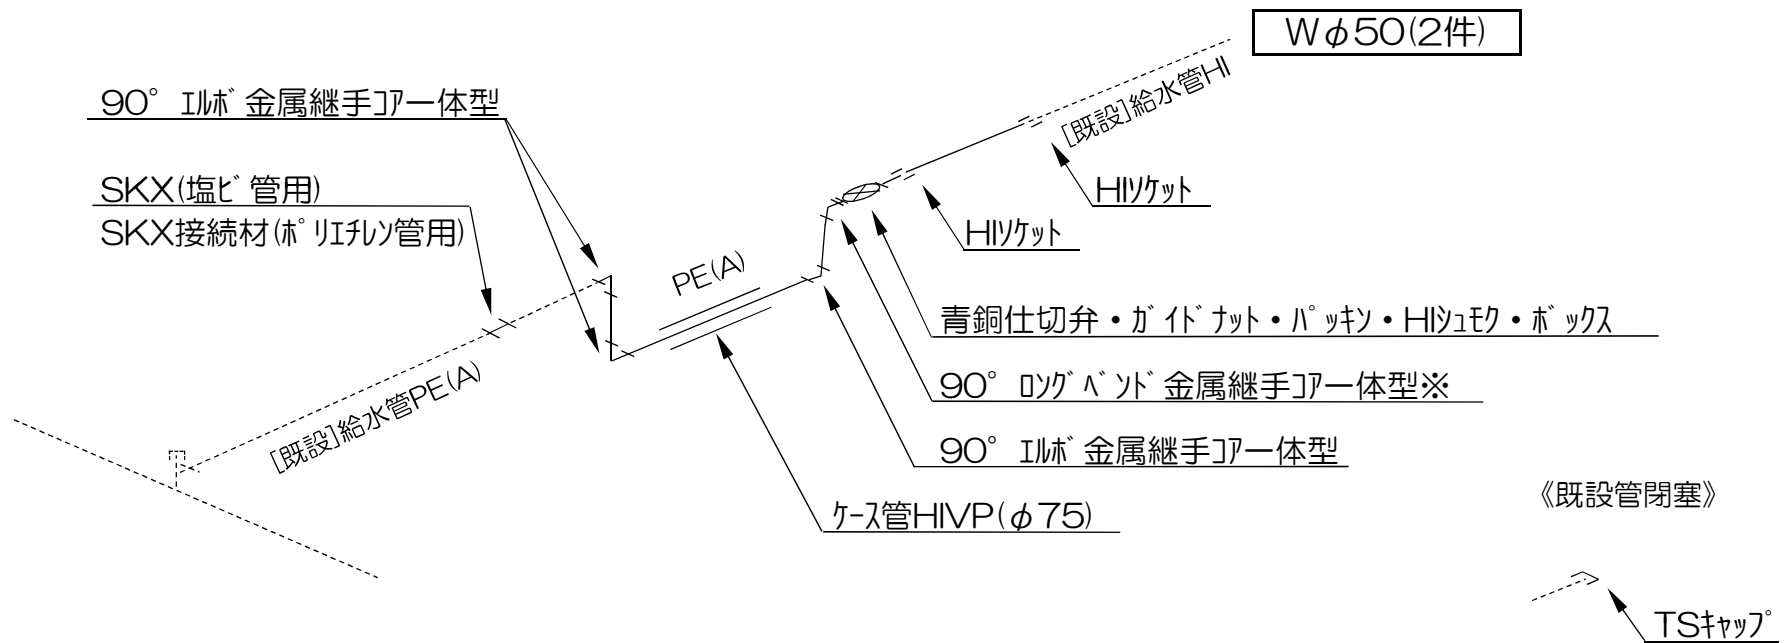 Wφ50(2件)
90° ｴﾙﾎﾞ金属継手ｺｱｰ一体型
[既設]給水管HI
SKX(塩ﾋﾞ管用)
SKX接続材(ﾎﾟﾘｴﾁﾚﾝ管用)
HIｿｹｯﾄ
HIｿｹｯﾄ
PE(A)
青銅仕切弁・ｶﾞｲﾄﾞﾅｯﾄ・ﾊﾟｯｷﾝ・HIｼｭﾓｸ・ﾎﾞｯｸｽ
[既設]給水管PE(A)
90° ﾛﾝｸﾞﾍﾞﾝﾄﾞ金属継手ｺｱｰ一体型※
90° ｴﾙﾎﾞ金属継手ｺｱｰ一体型
ｹｰｽ管HIVP(φ75)
《既設管閉塞》
TSｷｬｯﾌﾟ